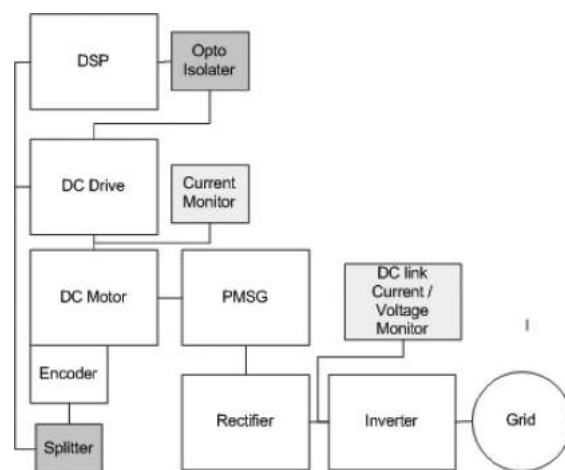 DSP
Opto
Isolater
DC Drive
Current
Monitor
DC Motor
PMSG
DC link
Current /
Voltage
Monitor
I
Encoder
Rectifier
Inverter
Grid
Splitter